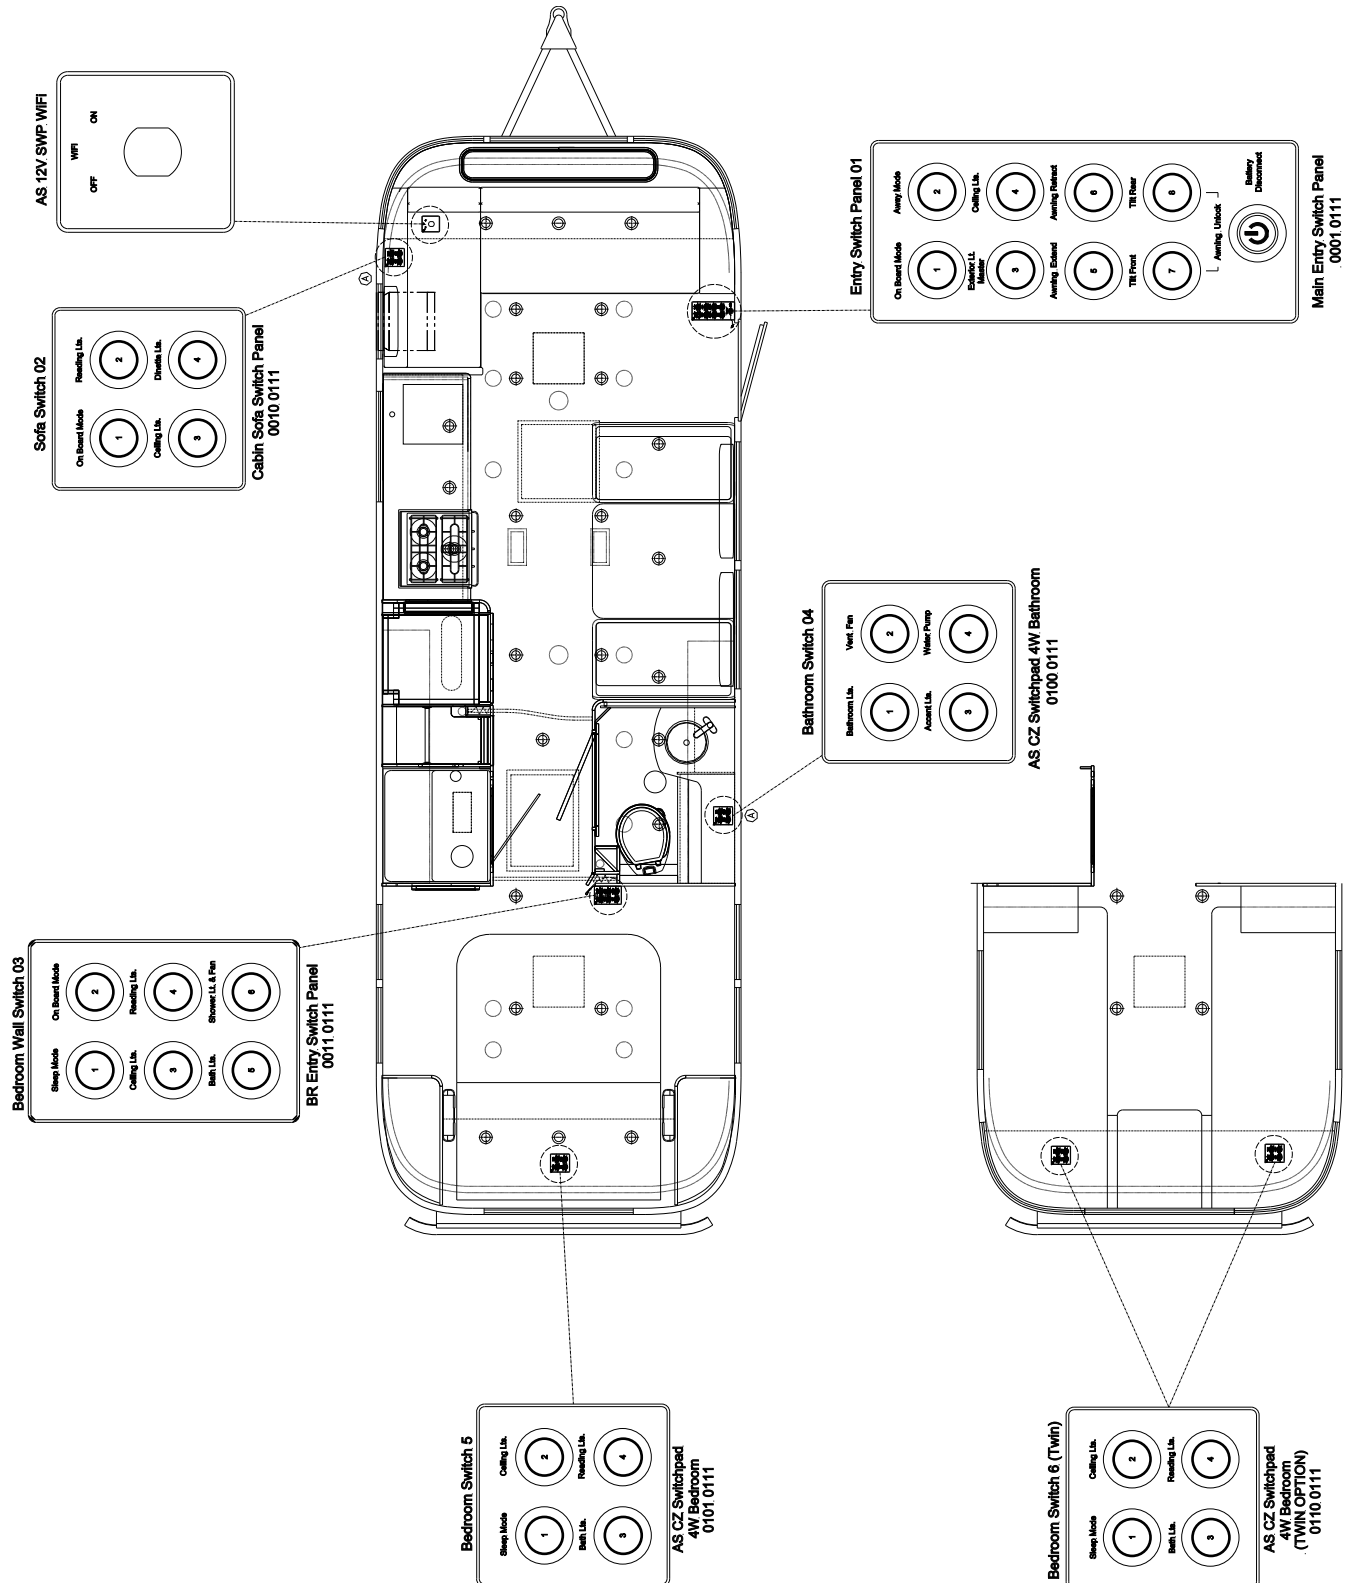 AS 12V SWP WIFI
WIFI
OFF
ON
Sofa Switch 02
On Board Mode
Reading Lts.
1
2
Ceiling Lts.
Dinette Lts.
3
4
Cabin Sofa Switch Panel
0010 0111
Bedroom Wall Switch 03
Sleep Mode
On Board Mode
1
2
Ceiling Lts.
Reading Lts.
3
4
Bath Lts.
Shower Lt. & Fan
5
6
BR Entry Switch Panel
0011 0111
Entry Switch Panel 01
On Board Mode
Away Mode
1
2
Exterior Lt.
Master
Ceiling Lts.
3
4
Awning Extend
Awning Retract
5
6
Tilt Front
Tilt Rear
7
8
Awning Unlock
Battery
Disconnect
Main Entry Switch Panel
0001 0111
A
A
Bathroom Switch 04
Bathroom Lts.
Vent Fan
1
2
Accent Lts.
Water Pump
3
4
AS CZ Switchpad 4W Bathroom
0100 0111
Bedroom Switch 5
Sleep Mode
Ceiling Lts.
1
2
Bath Lts.
Reading Lts.
3
4
AS CZ Switchpad
4W Bedroom
0101 0111
Bedroom Switch 6 (Twin)
Sleep Mode
Ceiling Lts.
1
2
Bath Lts.
Reading Lts.
3
4
AS CZ Switchpad
4W Bedroom
(TWIN OPTION)
0110 0111